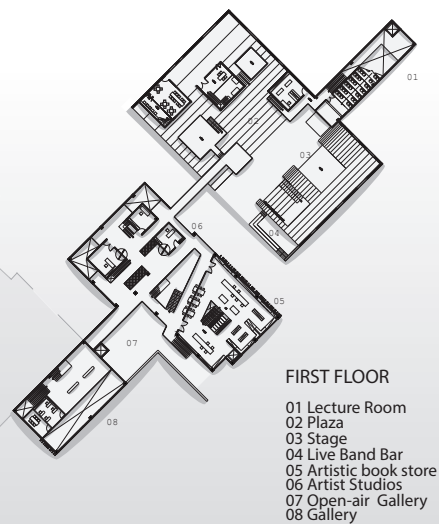 01
02
03
04
06
05
07
08
FIRST FLOOR
01 Lecture Room
02 Plaza
03 Stage
04 Live Band Bar
05 Artistic book store
06 Artist Studios
07 Open-air Gallery
08 Gallery